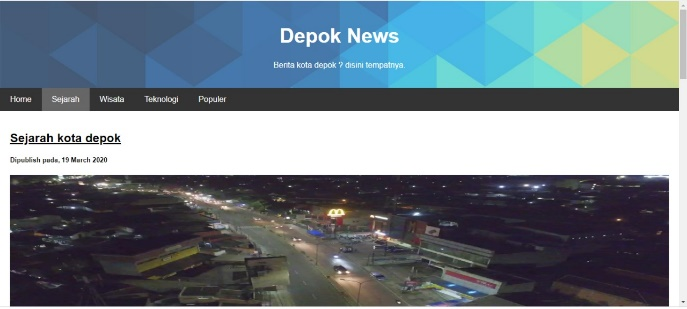 Depok News
Berita kota depok ? disini tempatnya.
Home Sejarah Wisata Teknologi Populer
Sejarah kota depok
Dipublish pada, 19 March 2020